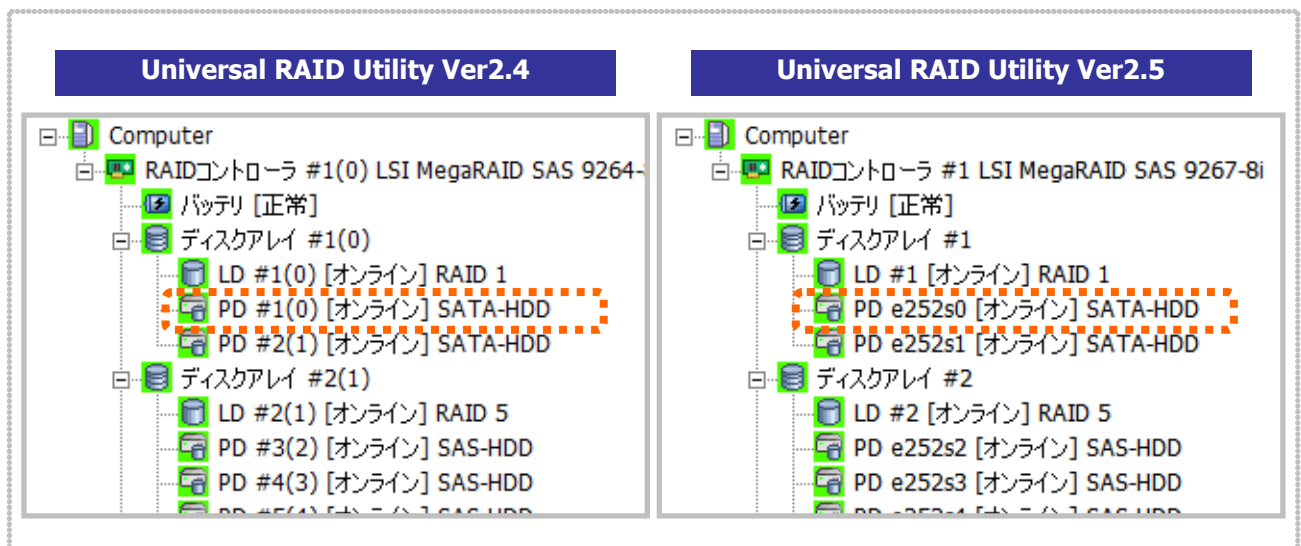 Universal RAID Utility Ver2.4
Computer
RAIDコントローラ #1(0) LSI MegaRAID SAS 9264-
バッテリ [正常]
ディスクアレイ #1(0)
LD #1(0) [オンライン] RAID 1
PD #1(0) [オンライン] SATA-HDD
PD #2(1) [オンライン] SATA-HDD
ディスクアレイ #2(1)
LD #2(1) [オンライン] RAID 5
PD #3(2) [オンライン] SAS-HDD
PD #4(3) [オンライン] SAS-HDD
Universal RAID Utility Ver2.5
Computer
RAIDコントローラ #1 LSI MegaRAID SAS 9267-8i
バッテリ [正常]
ディスクアレイ #1
LD #1 [オンライン] RAID 1
PD e252s0 [オンライン] SATA-HDD
PD e252s1 [オンライン] SATA-HDD
ディスクアレイ #2
LD #2 [オンライン] RAID 5
PD e252s2 [オンライン] SAS-HDD
PD e252s3 [オンライン] SAS-HDD